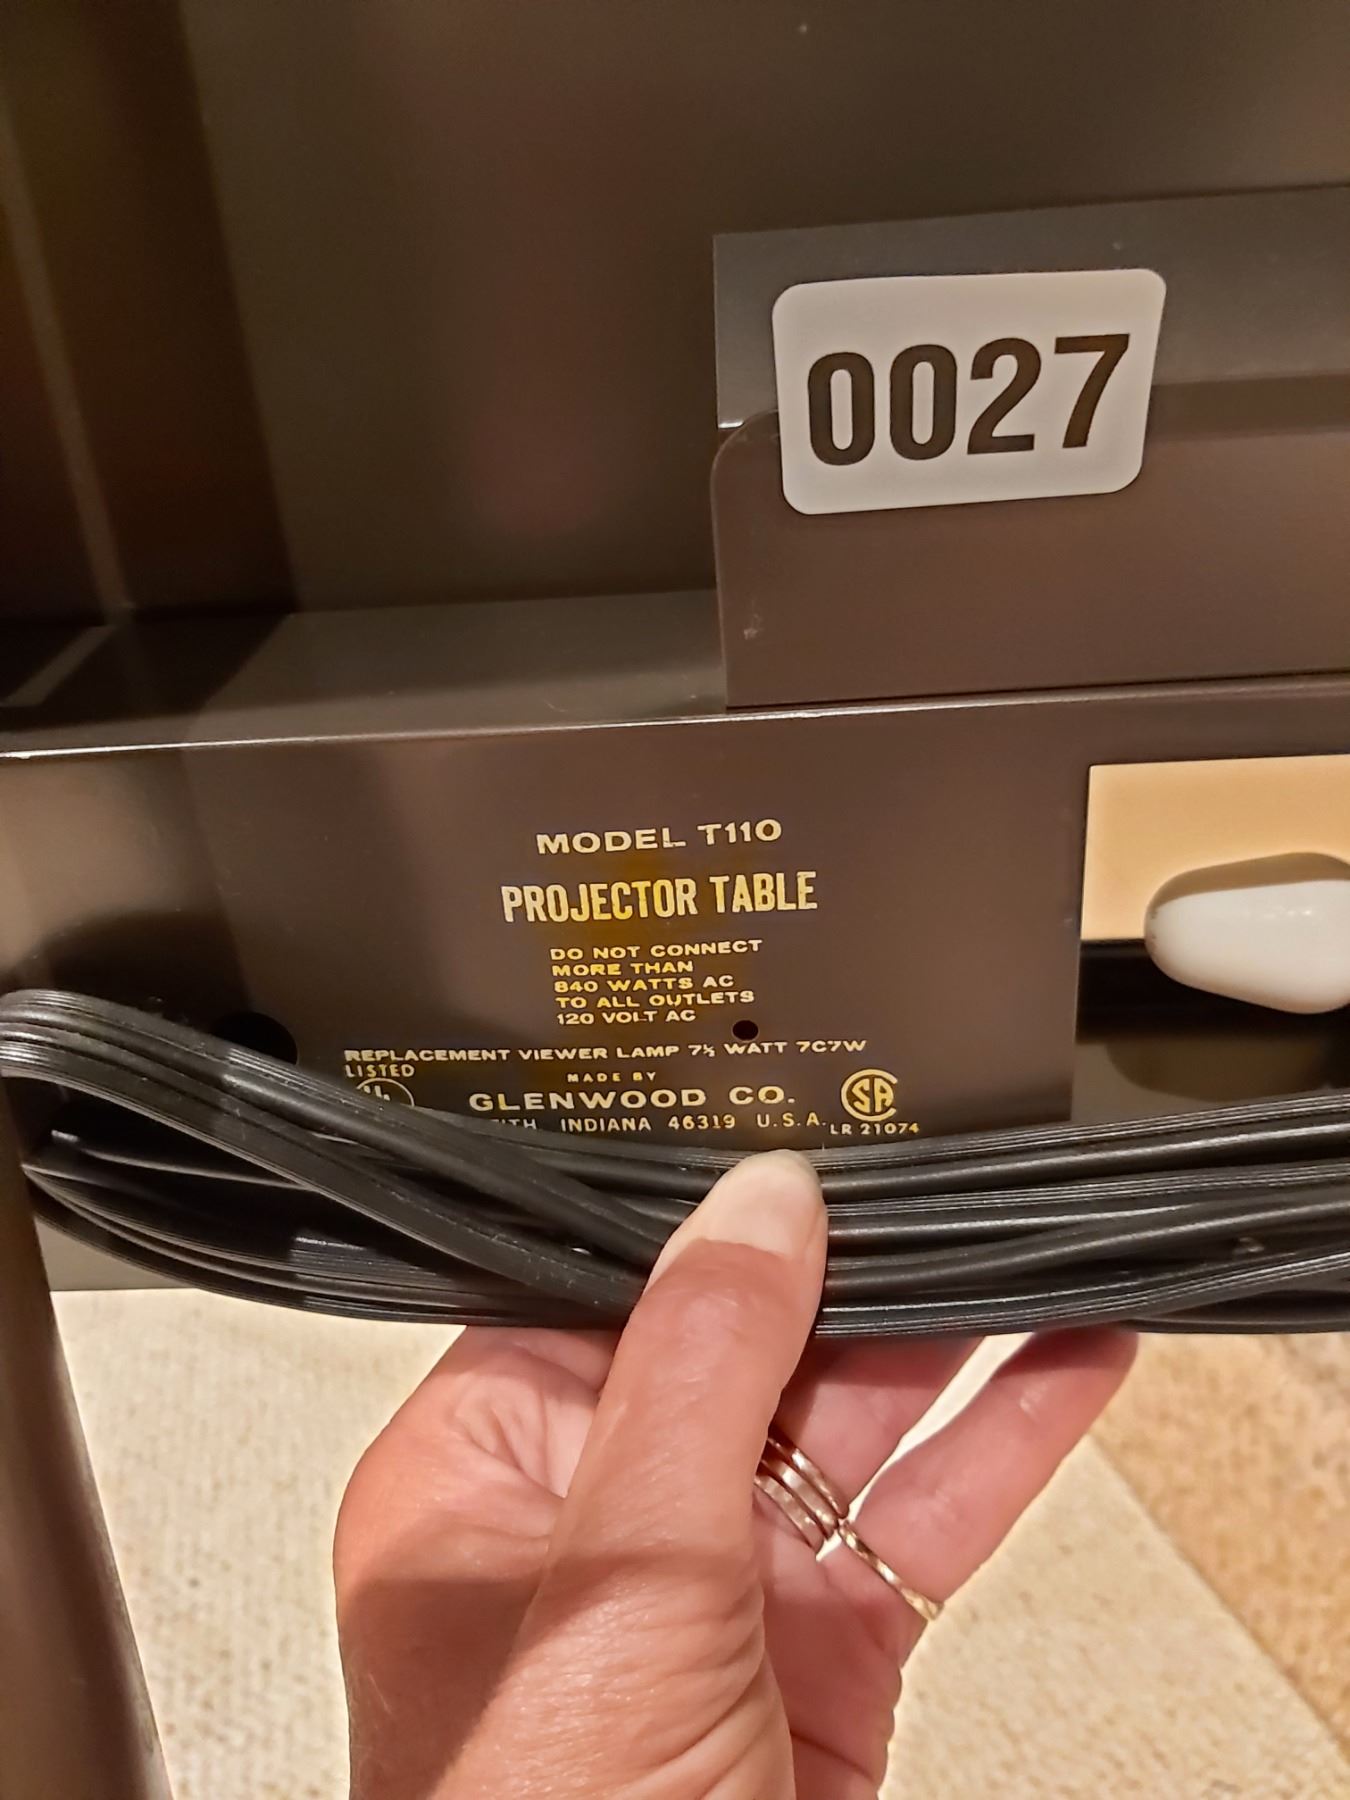 0027
MODEL T110
PROJECTOR TABLE
DO NOT CONNECT
MORE THAN
840 WATTS AC
TO ALL OUTLETS
120 VOLT AC
REPLACEMENT VIEWER LAMP 7½ WATT 7C7W
LISTED
MADE BY
GLENWOOD CO.
INDIANA 46319 U.S.A.
LR 21074